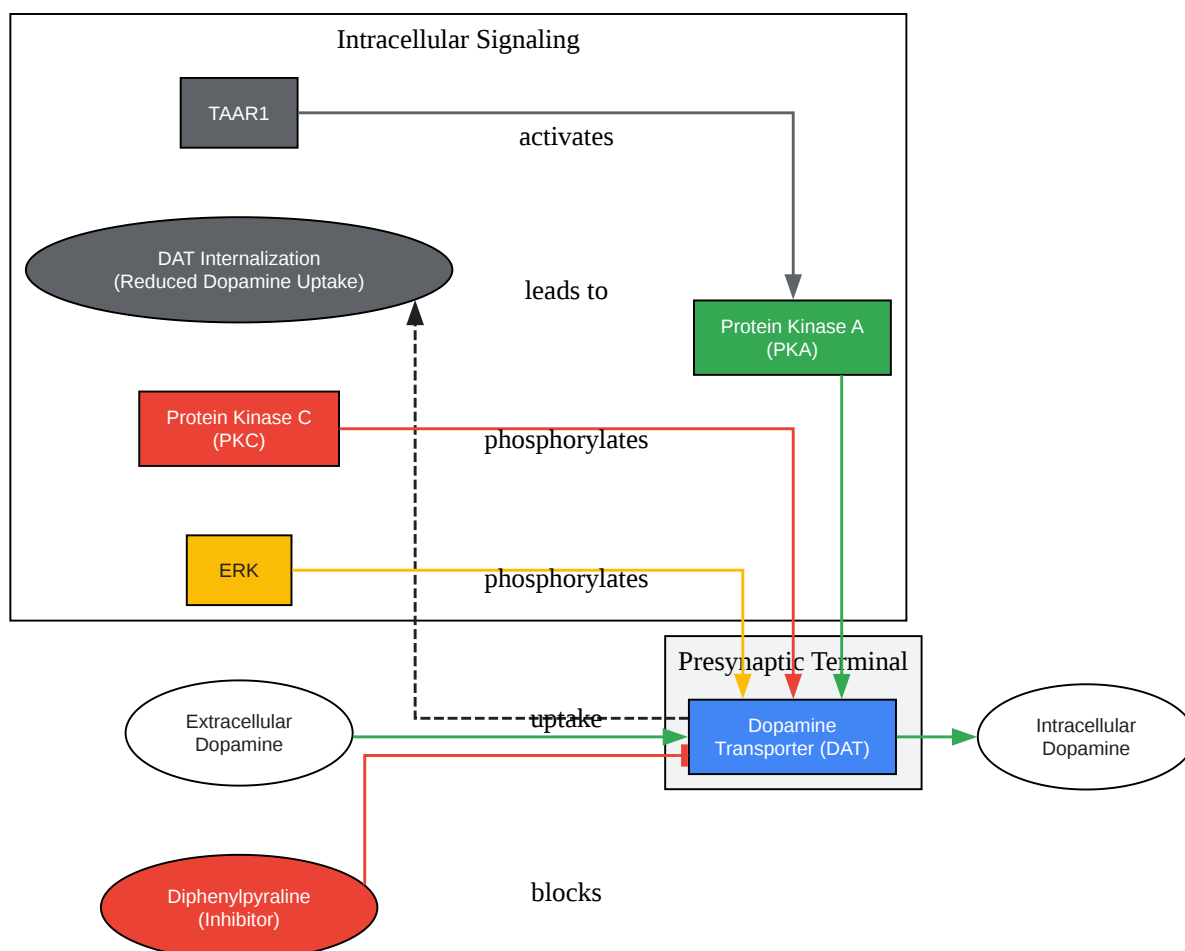 Intracellular Signaling
TAAR1
activates
DAT Internalization
(Reduced Dopamine Uptake)
leads to
Protein Kinase A
(PKA)
Protein Kinase C
(PKC)
phosphorylates
ERK
phosphorylates
Presynaptic Terminal
Extracellular
Dopamine
uptake
Dopamine
Transporter (DAT)
Intracellular
Dopamine
Diphenylpyraline
(Inhibitor)
blocks